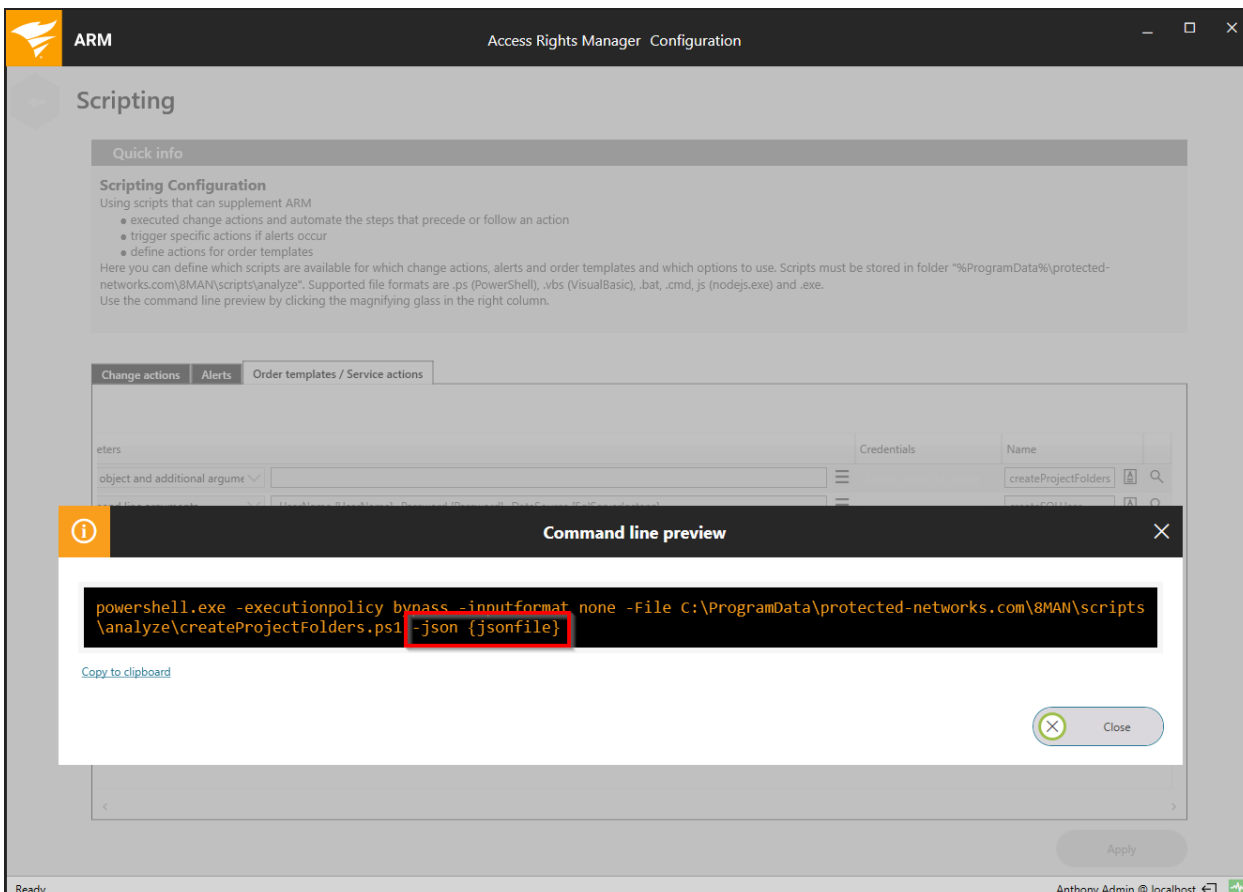 ARM
Access Rights Manager Configuration
Scripting
Quick info
Scripting Configuration
Using scripts that can supplement ARM
● executed change actions and automate the steps that precede or follow an action
● trigger specific actions if alerts occur
● define actions for order templates
Here you can define which scripts are available for which change actions, alerts and order templates and which options to use. Scripts must be stored in folder "%ProgramData%\protected-
networks.com\8MAN\scripts\analyze". Supported file formats are .ps (PowerShell), .vbs (VisualBasic), .bat, .cmd, js (nodejs.exe) and .exe.
Use the command line preview by clicking the magnifying glass in the right column.
Change actions Alerts Order templates / Service actions
eters Credentials Name
object and additional argume createProjectFolders
Command line preview
powershell.exe -executionpolicy bypass -inputformat none -File C:\ProgramData\protected-networks.com\8MAN\scripts
\analyze\createProjectFolders.ps1 -json {jsonfile}
Copy to clipboard
Close
Apply
Ready Anthony Admin @ localhost